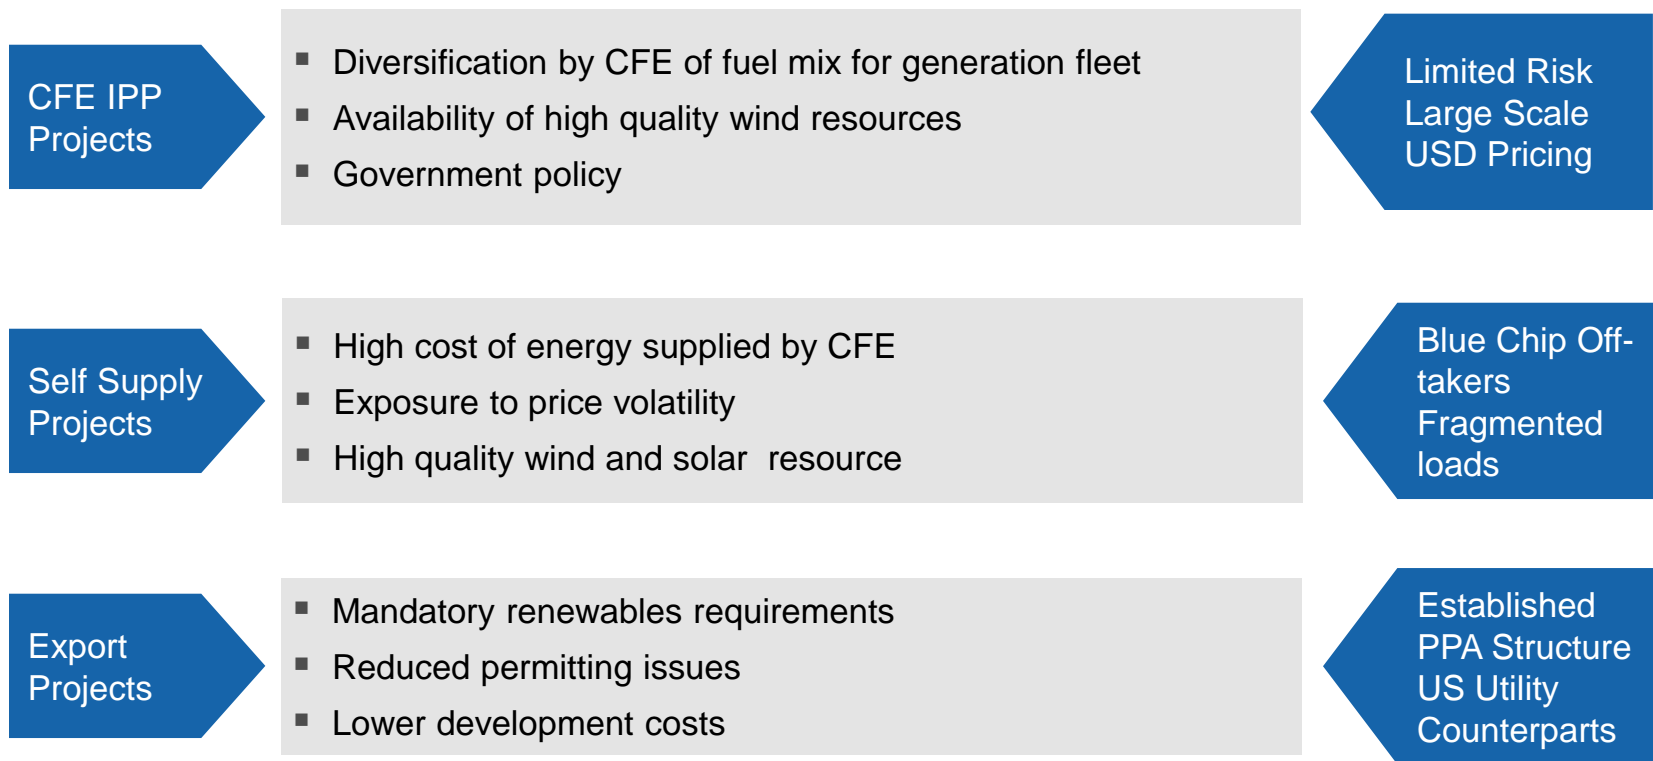 CFE IPP
Projects
▪ Diversification by CFE of fuel mix for generation fleet
▪ Availability of high quality wind resources
▪ Government policy
Limited Risk
Large Scale
USD Pricing
Self Supply
Projects
▪ High cost of energy supplied by CFE
▪ Exposure to price volatility
▪ High quality wind and solar  resource
Blue Chip Off-
takers
Fragmented
loads
Export
Projects
▪ Mandatory renewables requirements
▪ Reduced permitting issues
▪ Lower development costs
Established
PPA Structure
US Utility
Counterparts